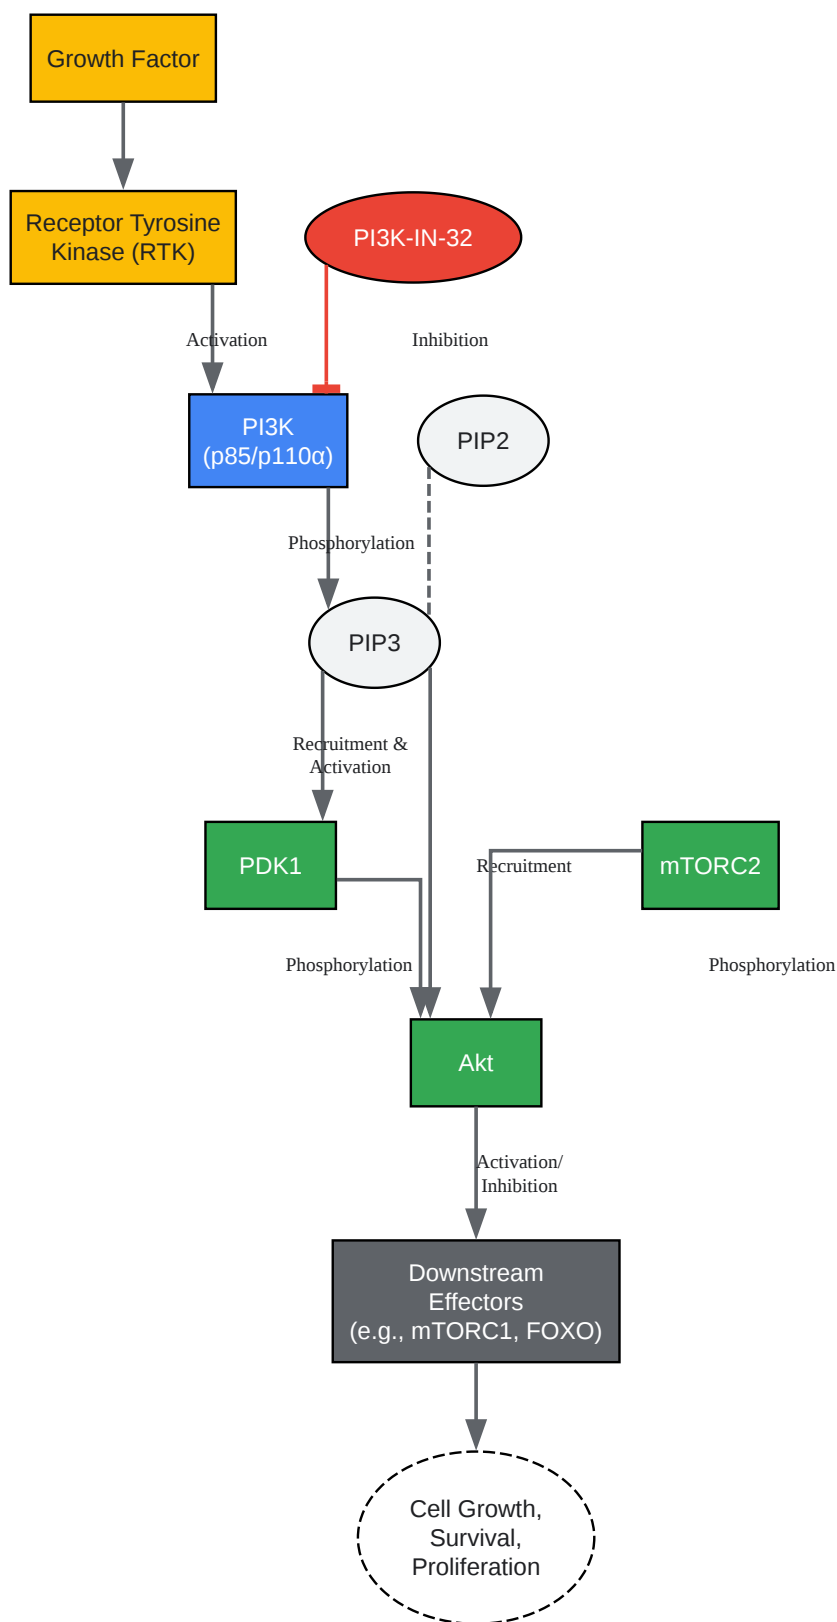 Growth Factor
Receptor Tyrosine
Kinase (RTK)
PI3K-IN-32
Activation
Inhibition
PI3K
(p85/p110α)
PIP2
Phosphorylation
PIP3
Recruitment &
Activation
PDK1
Recruitment
mTORC2
Phosphorylation
Phosphorylation
Akt
Activation/
Inhibition
Downstream
Effectors
(e.g., mTORC1, FOXO)
Cell Growth,
Survival,
Proliferation